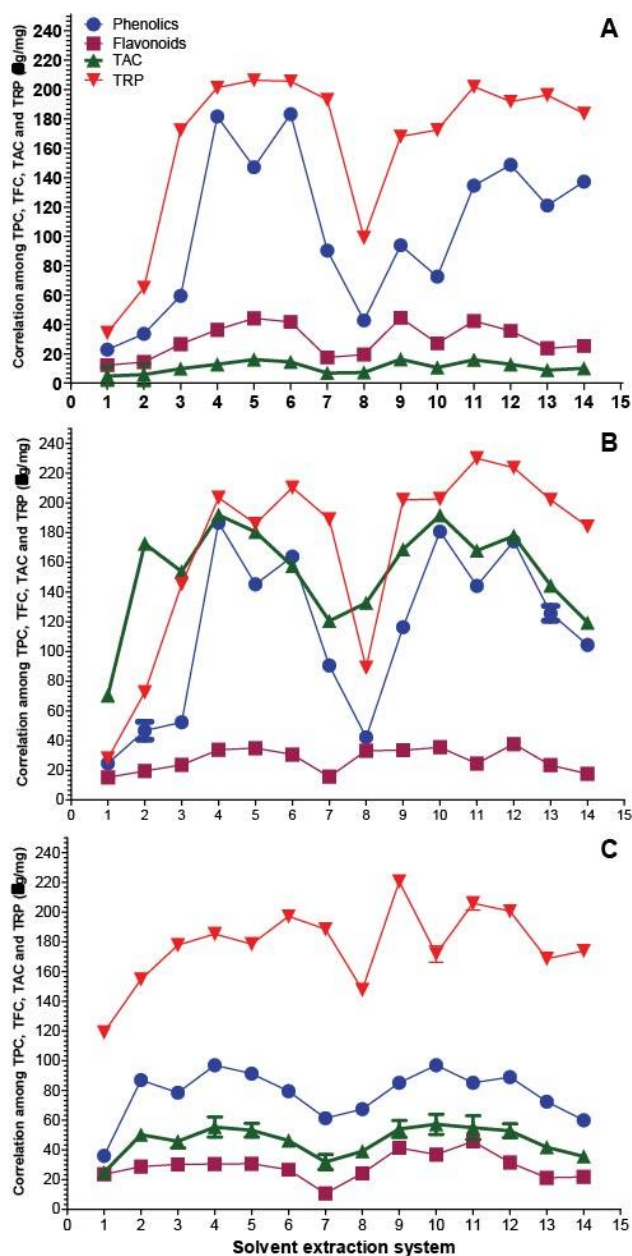 A
Phenolics
Flavonoids
TAC
TRP
Correlation among TPC, TFC, TAC and TRP ( g/mg)
240
220
200
180
160
140
120
100
80
60
40
20
0
0 1 2 3 4 5 6 7 8 9 10 11 12 13 14 15
B
Correlation among TPC, TFC, TAC and TRP ( g/mg)
240
220
200
180
160
140
120
100
80
60
40
20
0
0 1 2 3 4 5 6 7 8 9 10 11 12 13 14 15
C
Correlation among TPC, TFC, TAC and TRP ( g/mg)
240
220
200
180
160
140
120
100
80
60
40
20
0
0 1 2 3 4 5 6 7 8 9 10 11 12 13 14 15
Solvent extraction system